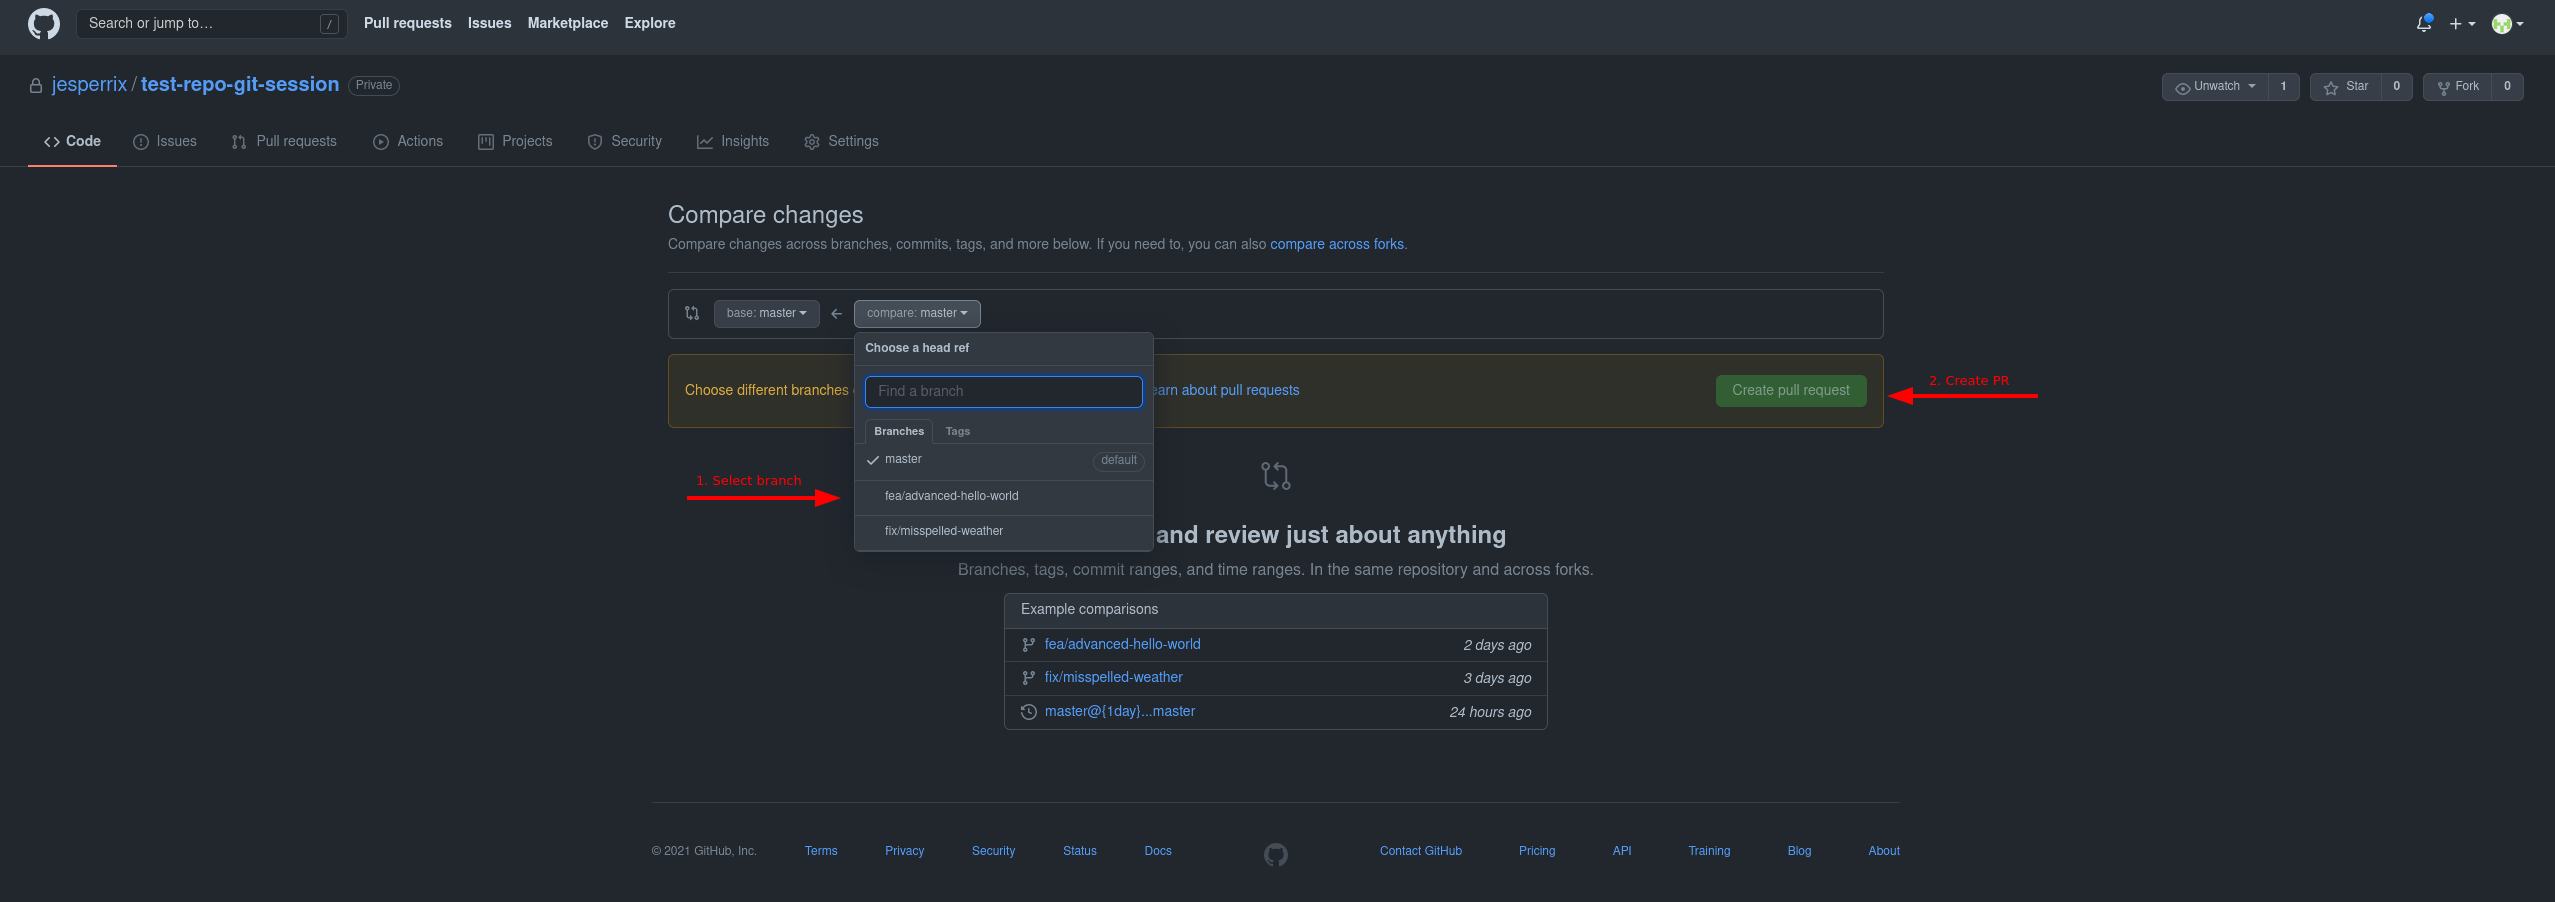 Search or jump to… / Pull requests Issues Marketplace Explore
jesperrix / test-repo-git-session Private Unwatch 1 Star 0 Fork 0
Code Issues Pull requests Actions Projects Security Insights Settings
Compare changes
Compare changes across branches, commits, tags, and more below. If you need to, you can also compare across forks.
base: master compare: master
Choose a head ref
Choose different branches earn about pull requests Create pull request
Find a branch
2. Create PR
Branches Tags
master default
1. Select branch
fea/advanced-hello-world
fix/misspelled-weather
and review just about anything
Branches, tags, commit ranges, and time ranges. In the same repository and across forks.
Example comparisons
fea/advanced-hello-world 2 days ago
fix/misspelled-weather 3 days ago
master@{1day}...master 24 hours ago
© 2021 GitHub, Inc. Terms Privacy Security Status Docs Contact GitHub Pricing API Training Blog About